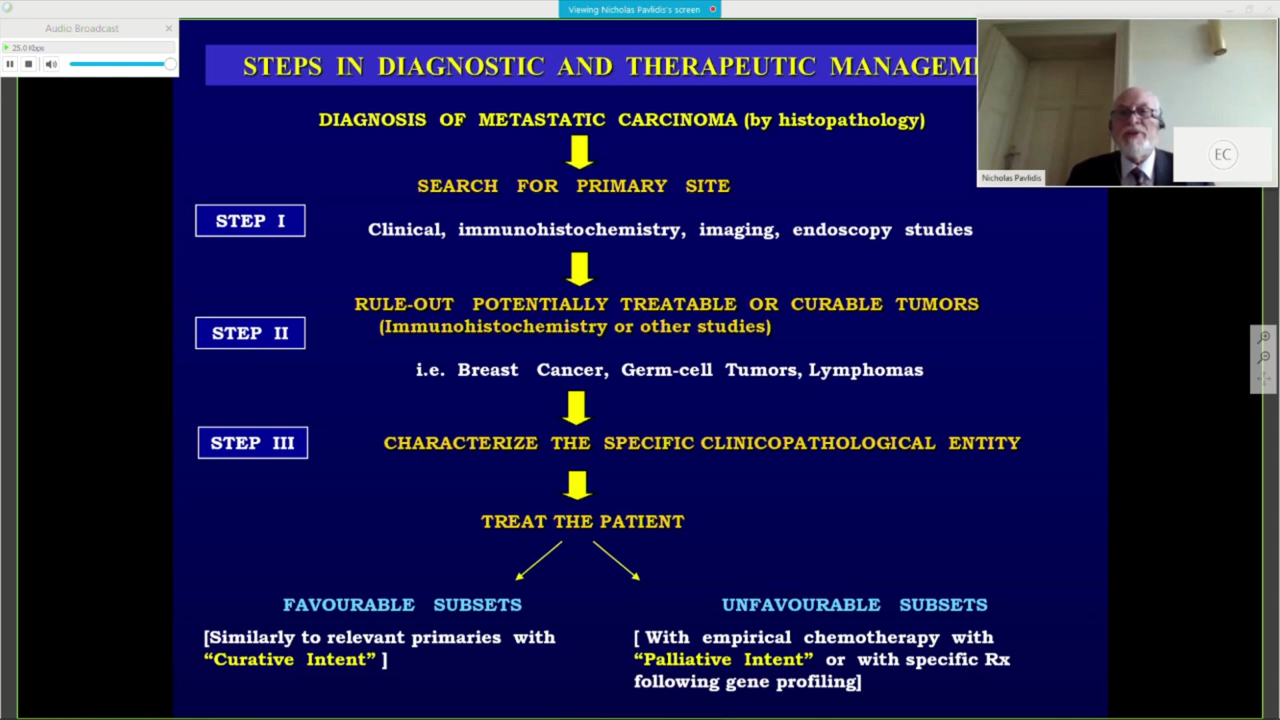 Viewing Nicholas Pavlidis's screen
Audio Broadcast
25.0 Kbps
STEPS IN DIAGNOSTIC AND THERAPEUTIC MANAGEM
DIAGNOSIS OF METASTATIC CARCINOMA (by histopathology)
EC
Nicholas Pavlidis
SEARCH FOR PRIMARY SITE
STEP I
Clinical, immunohistochemistry, imaging, endoscopy studies
RULE-OUT POTENTIALLY TREATABLE OR CURABLE TUMORS
(Immunohistochemistry or other studies)
STEP II
i.e. Breast Cancer, Germ-cell Tumors, Lymphomas
STEP III
CHARACTERIZE THE SPECIFIC CLINICOPATHOLOGICAL ENTITY
TREAT THE PATIENT
FAVOURABLE SUBSETS
[Similarly to relevant primaries with
“Curative Intent” ]
UNFAVOURABLE SUBSETS
[ With empirical chemotherapy with
“Palliative Intent” or with specific Rx
following gene profiling]